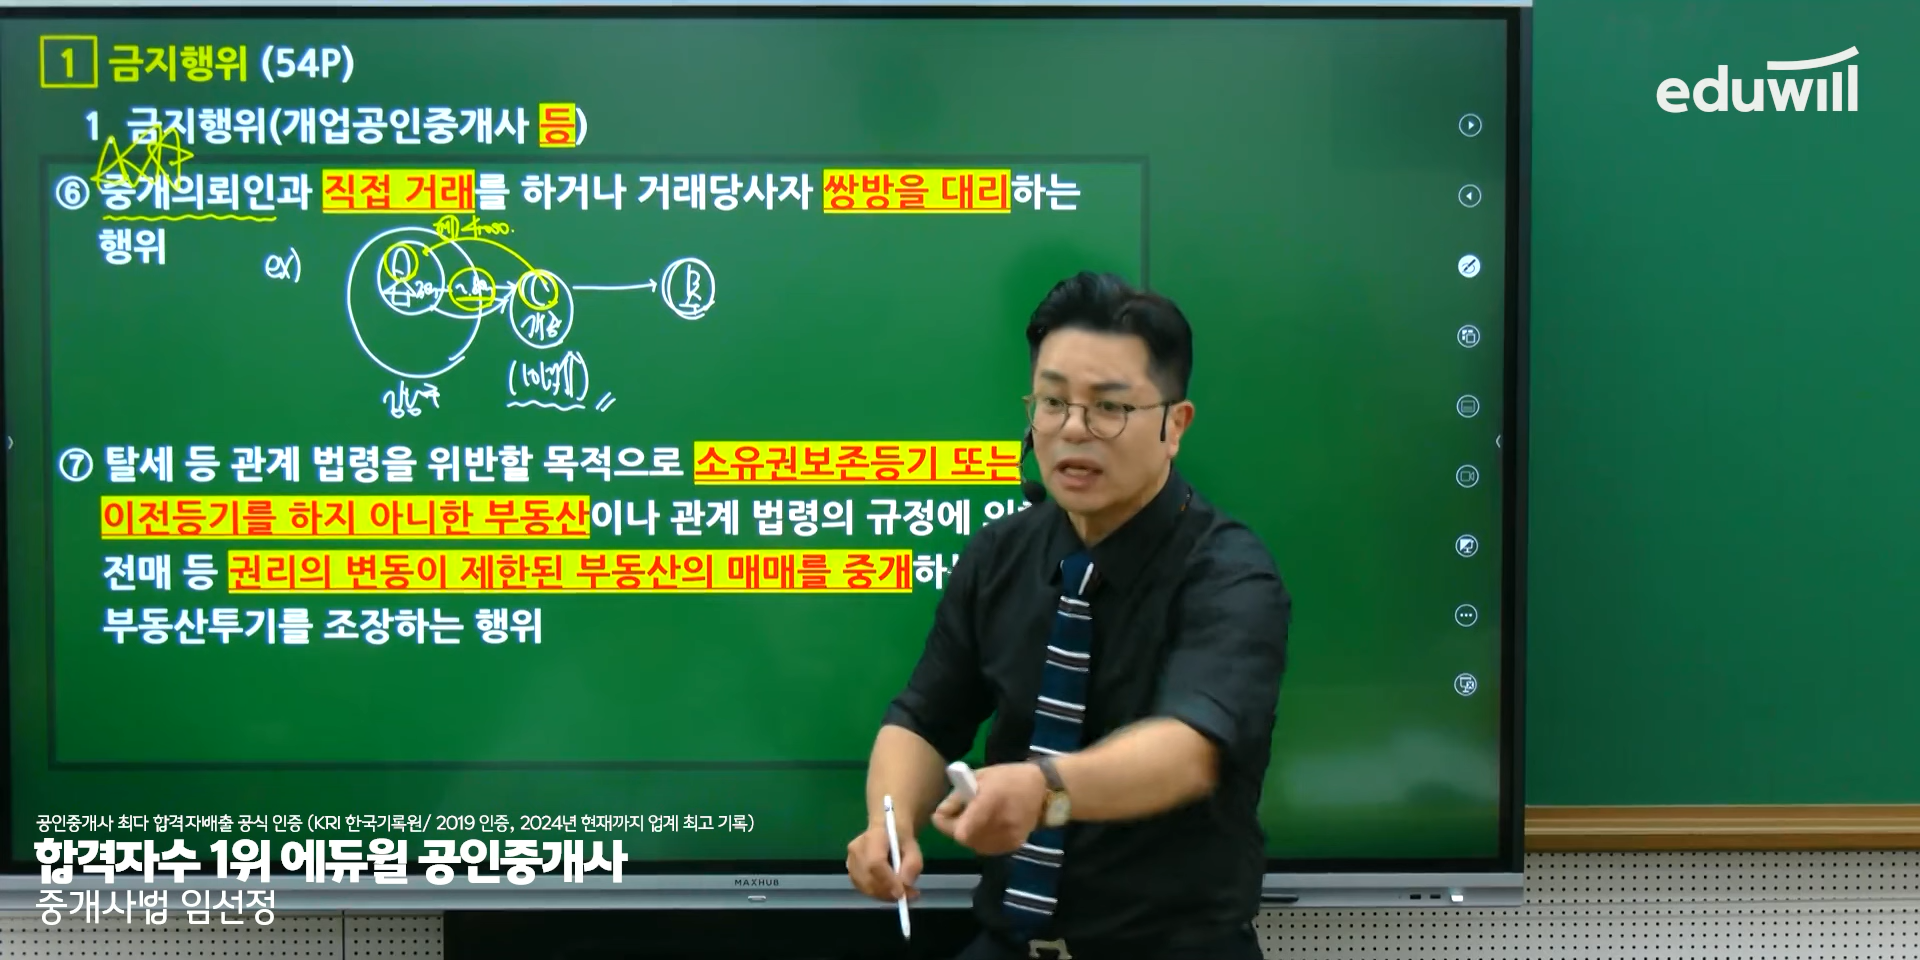 1 금지행위 (54P)
eduwill
1. 금지행위(개업공인중개사 등)
⑥ 중개의뢰인과 직접 거래를 하거나 거래당사자 쌍방을 대리하는
행위
ex)
A
C
B
강남구
⑦ 탈세 등 관계 법령을 위반할 목적으로 소유권보존등기 또는
이전등기를 하지 아니한 부동산이나 관계 법령의 규정에
전매 등 권리의 변동이 제한된 부동산의 매매를 중개
부동산투기를 조장하는 행위
공인중개사 최다 합격자배출 공식 인증 (KRI 한국기록원/ 2019 인증, 2024년 현재까지 업계 최고 기록)
합격자수 1위 에듀윌 공인중개사
중개사법 임선정
MAXHUB